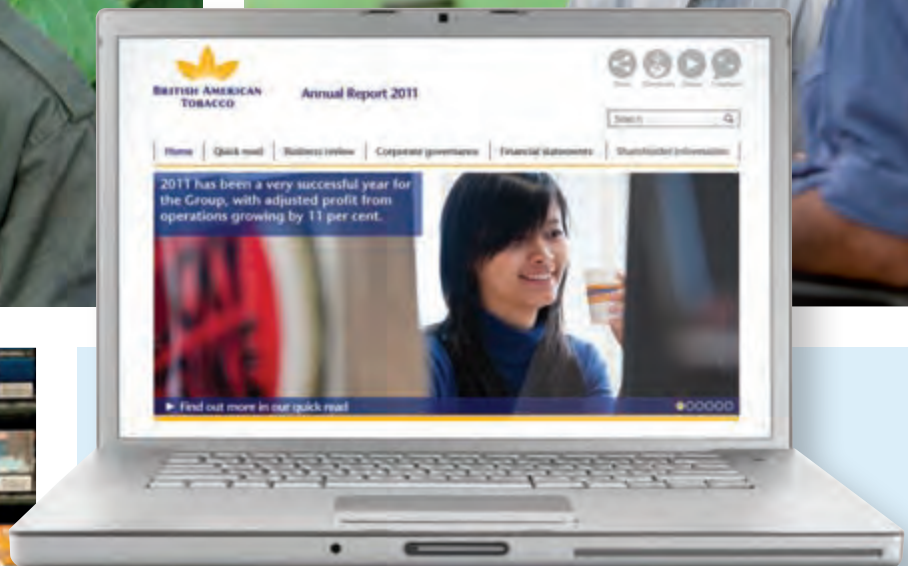 BRITISH AMERICAN
TOBACCO
Annual Report 2011
Search
Home
Quick read
Business review
Corporate governance
Financial statements
Shareholder information
2011 has been a very successful year for
the Group, with adjusted profit from
operations growing by 11 per cent.
Find out more in our quick read